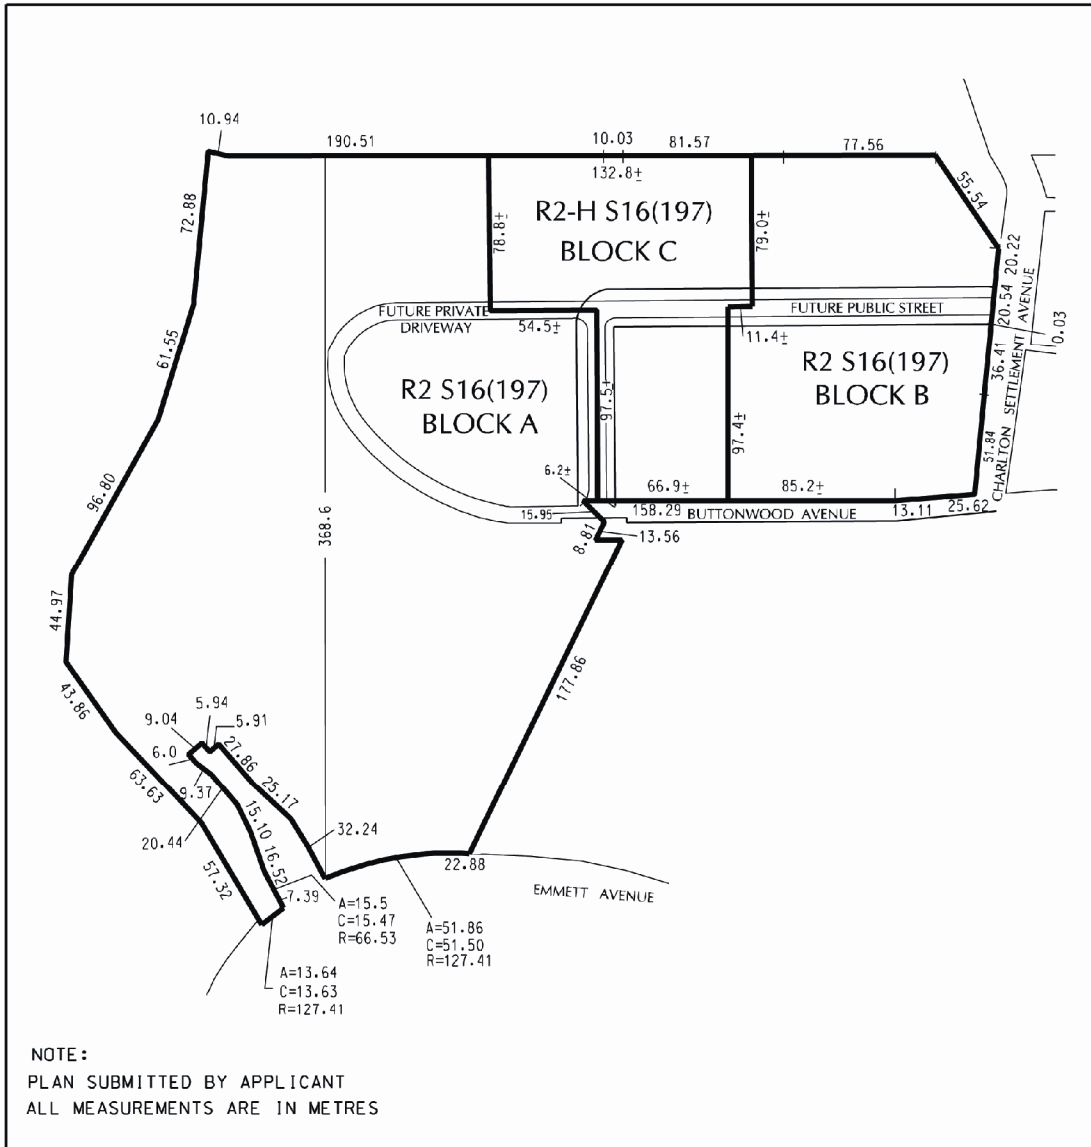 10.94
190.51
10.03
81.57
77.56
55.54
132.8±
72.88
78.8±
R2-H S16(197)
BLOCK C
79.0±
20.22
20.54
FUTURE PRIVATE
DRIVEWAY
54.5±
FUTURE PUBLIC STREET
11.4±
0.03
61.55
R2 S16(197)
BLOCK A
97.5±
R2 S16(197)
BLOCK B
36.41
CHARLTON SETTLEMENT AVENUE
97.4±
51.84
96.80
6.2±
66.9±
85.2±
15.95
158.29
BUTTONWOOD AVENUE
13.11
25.62
368.6
8.81
13.56
44.97
177.86
43.86
9.04
5.94
5.91
6.0
27.86
63.63
9.37
25.17
20.44
15.10
32.24
16.52
57.32
7.39
22.88
EMMETT AVENUE
A=15.5
C=15.47
R=66.53
A=51.86
C=51.50
R=127.41
A=13.64
C=13.63
R=127.41
NOTE:
PLAN SUBMITTED BY APPLICANT
ALL MEASUREMENTS ARE IN METRES